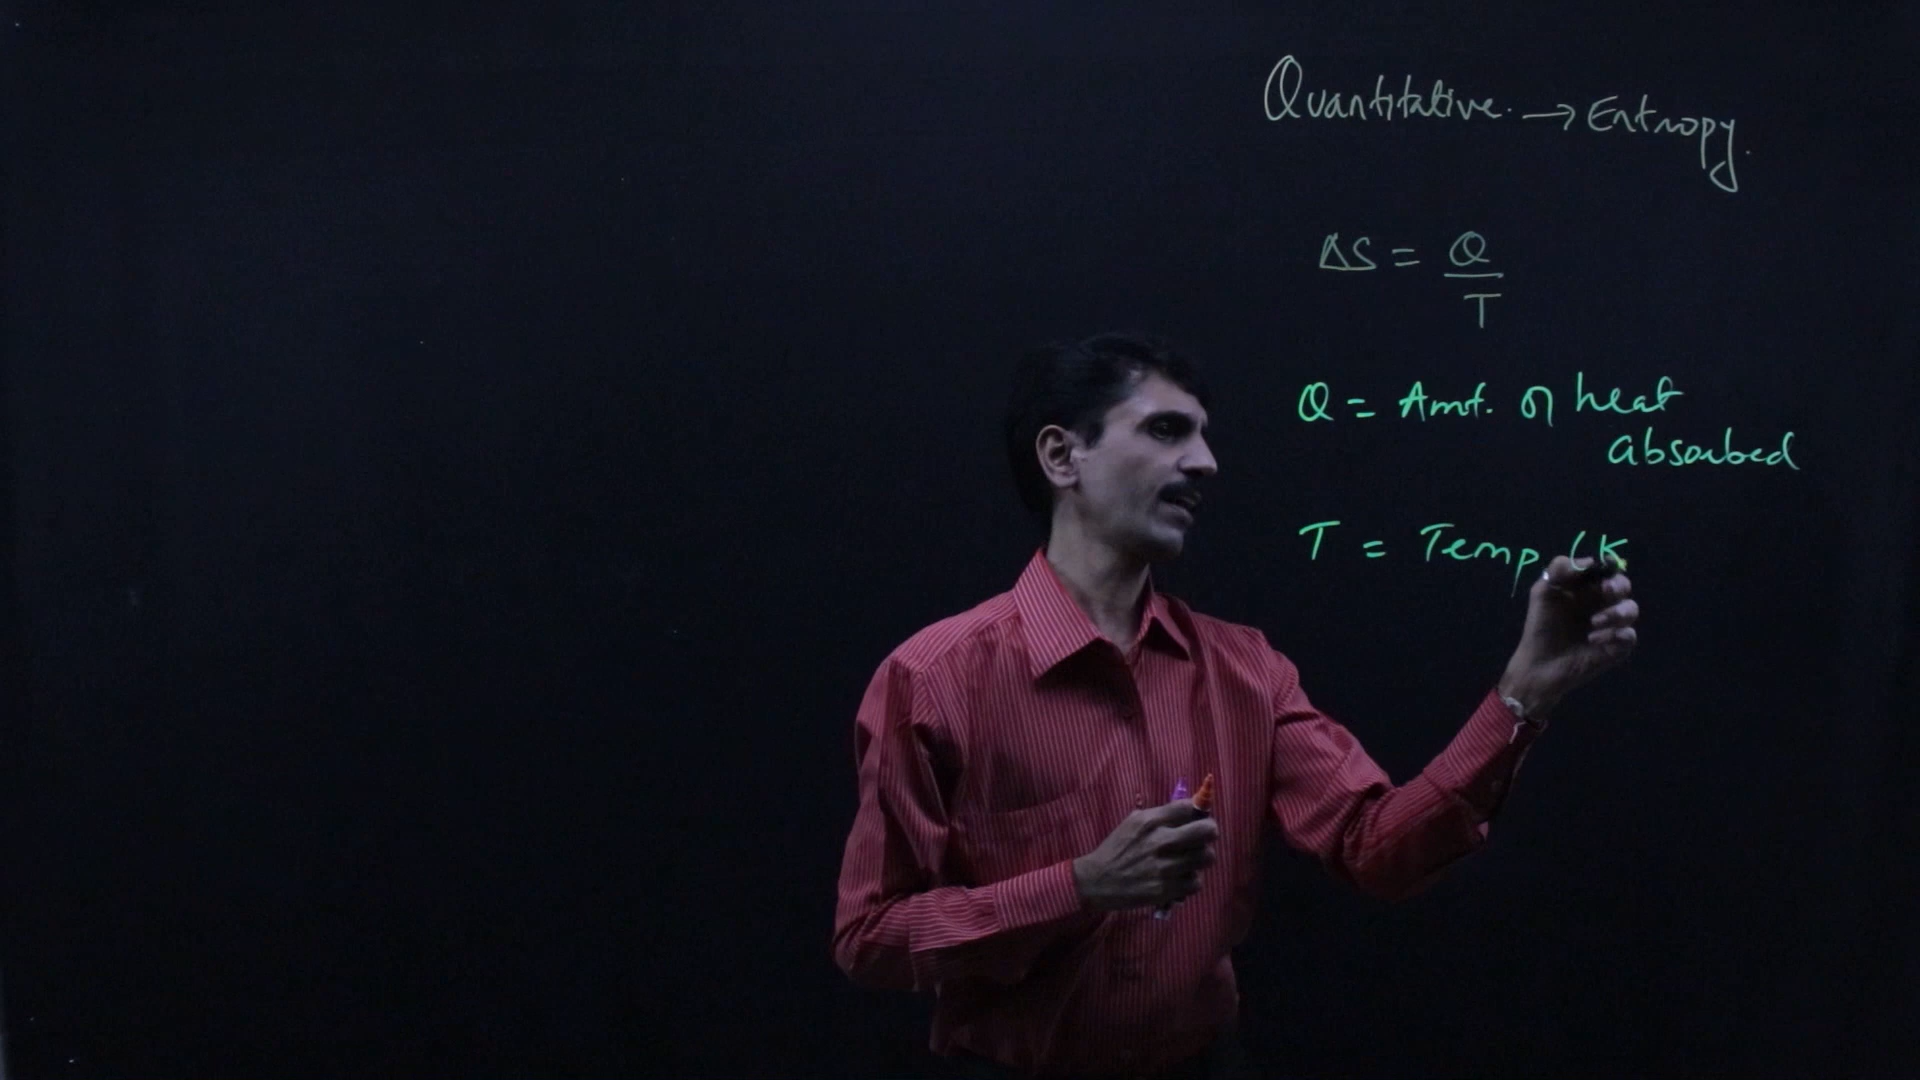 Quantitative. → Entropy.
ΔS = Q
T
Q = Amt. of heat
absorbed
T = Temp. (K